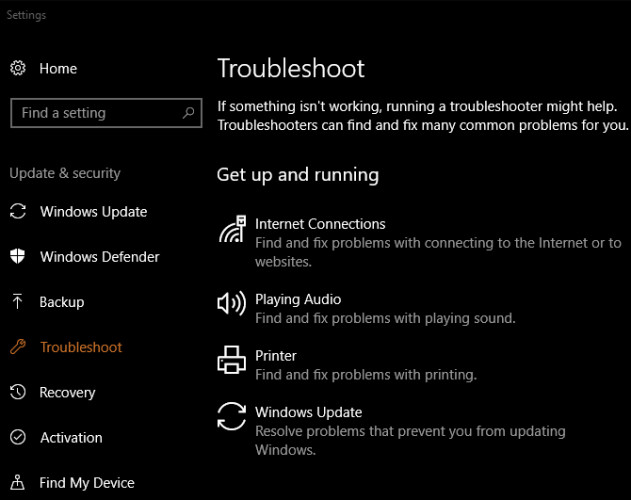 Settings
Home
Find a setting
Update & security
Windows Update
Windows Defender
Backup
Troubleshoot
Recovery
Activation
Find My Device
Troubleshoot
If something isn't working, running a troubleshooter might help.
Troubleshooters can find and fix many common problems for you.
Get up and running
Internet Connections
Find and fix problems with connecting to the Internet or to
websites.
Playing Audio
Find and fix problems with playing sound.
Printer
Find and fix problems with printing.
Windows Update
Resolve problems that prevent you from updating
Windows.